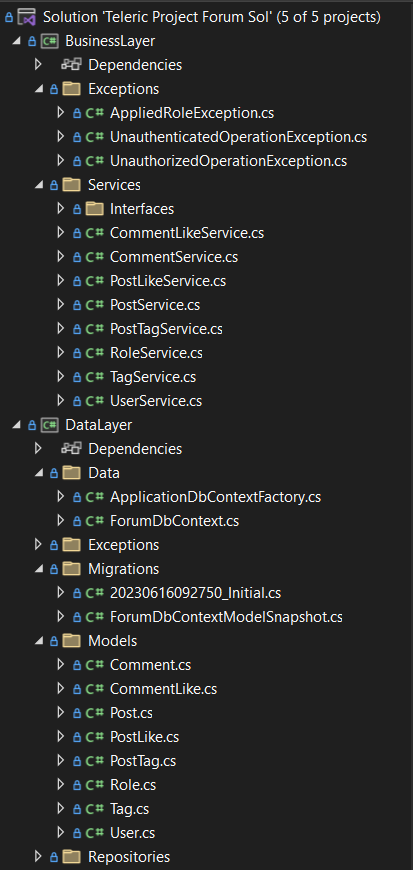 Solution 'Teleric Project Forum Sol' (5 of 5 projects)
C# BusinessLayer
Dependencies
Exceptions
C# AppliedRoleException.cs
C# UnauthenticatedOperationException.cs
C# UnauthorizedOperationException.cs
Services
Interfaces
C# CommentLikeService.cs
C# CommentService.cs
C# PostLikeService.cs
C# PostService.cs
C# PostTagService.cs
C# RoleService.cs
C# TagService.cs
C# UserService.cs
C# DataLayer
Dependencies
Data
C# ApplicationDbContextFactory.cs
C# ForumDbContext.cs
Exceptions
Migrations
C# 20230616092750_Initial.cs
C# ForumDbContextModelSnapshot.cs
Models
C# Comment.cs
C# CommentLike.cs
C# Post.cs
C# PostLike.cs
C# PostTag.cs
C# Role.cs
C# Tag.cs
C# User.cs
Repositories